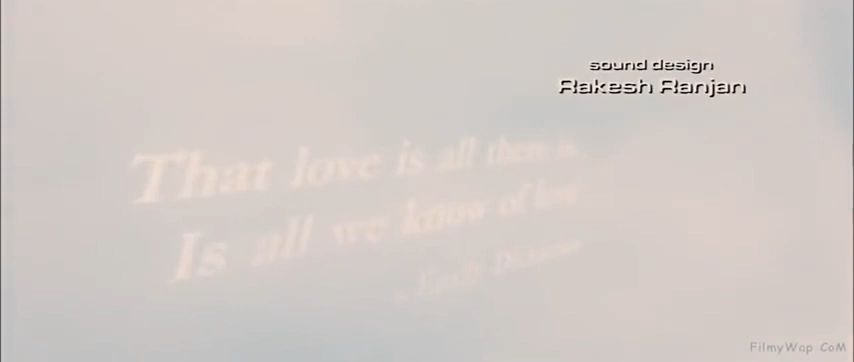 sound design
Rakesh Ranjan
That love is all there is
Is all we know of love
FilmyWap CoM